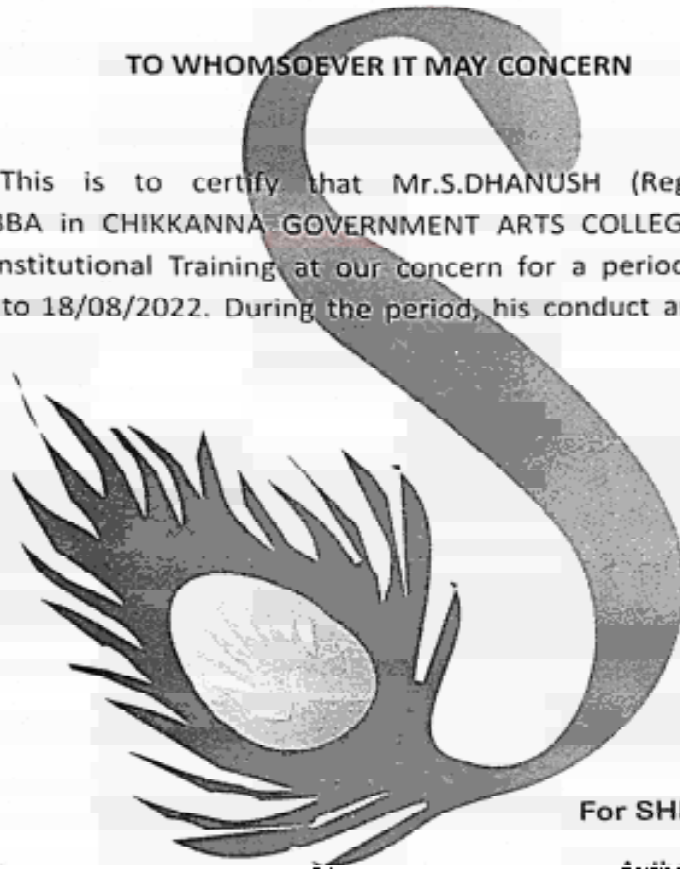 TO WHOMSOEVER IT MAY CONCERN
This is to certify that Mr.S.DHANUSH (Reg
BBA in CHIKKANNA GOVERNMENT ARTS COLLEG
nstitutional Training at our concern for a period
to 18/08/2022. During the period, his conduct a
For SH